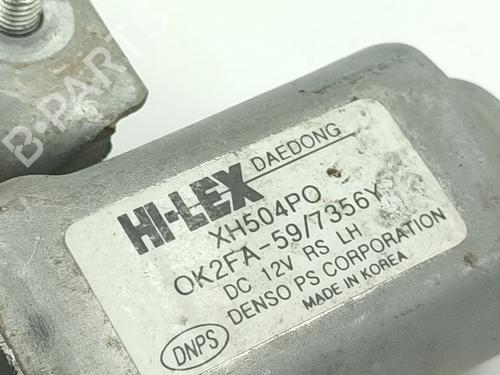 B-PARTS
HI-LEX DAEDONG
XH504PO
OK2FA-59/7356Y
DC 12V RS LH
DENSO PS CORPORATION
MADE IN KOREA
DNPS